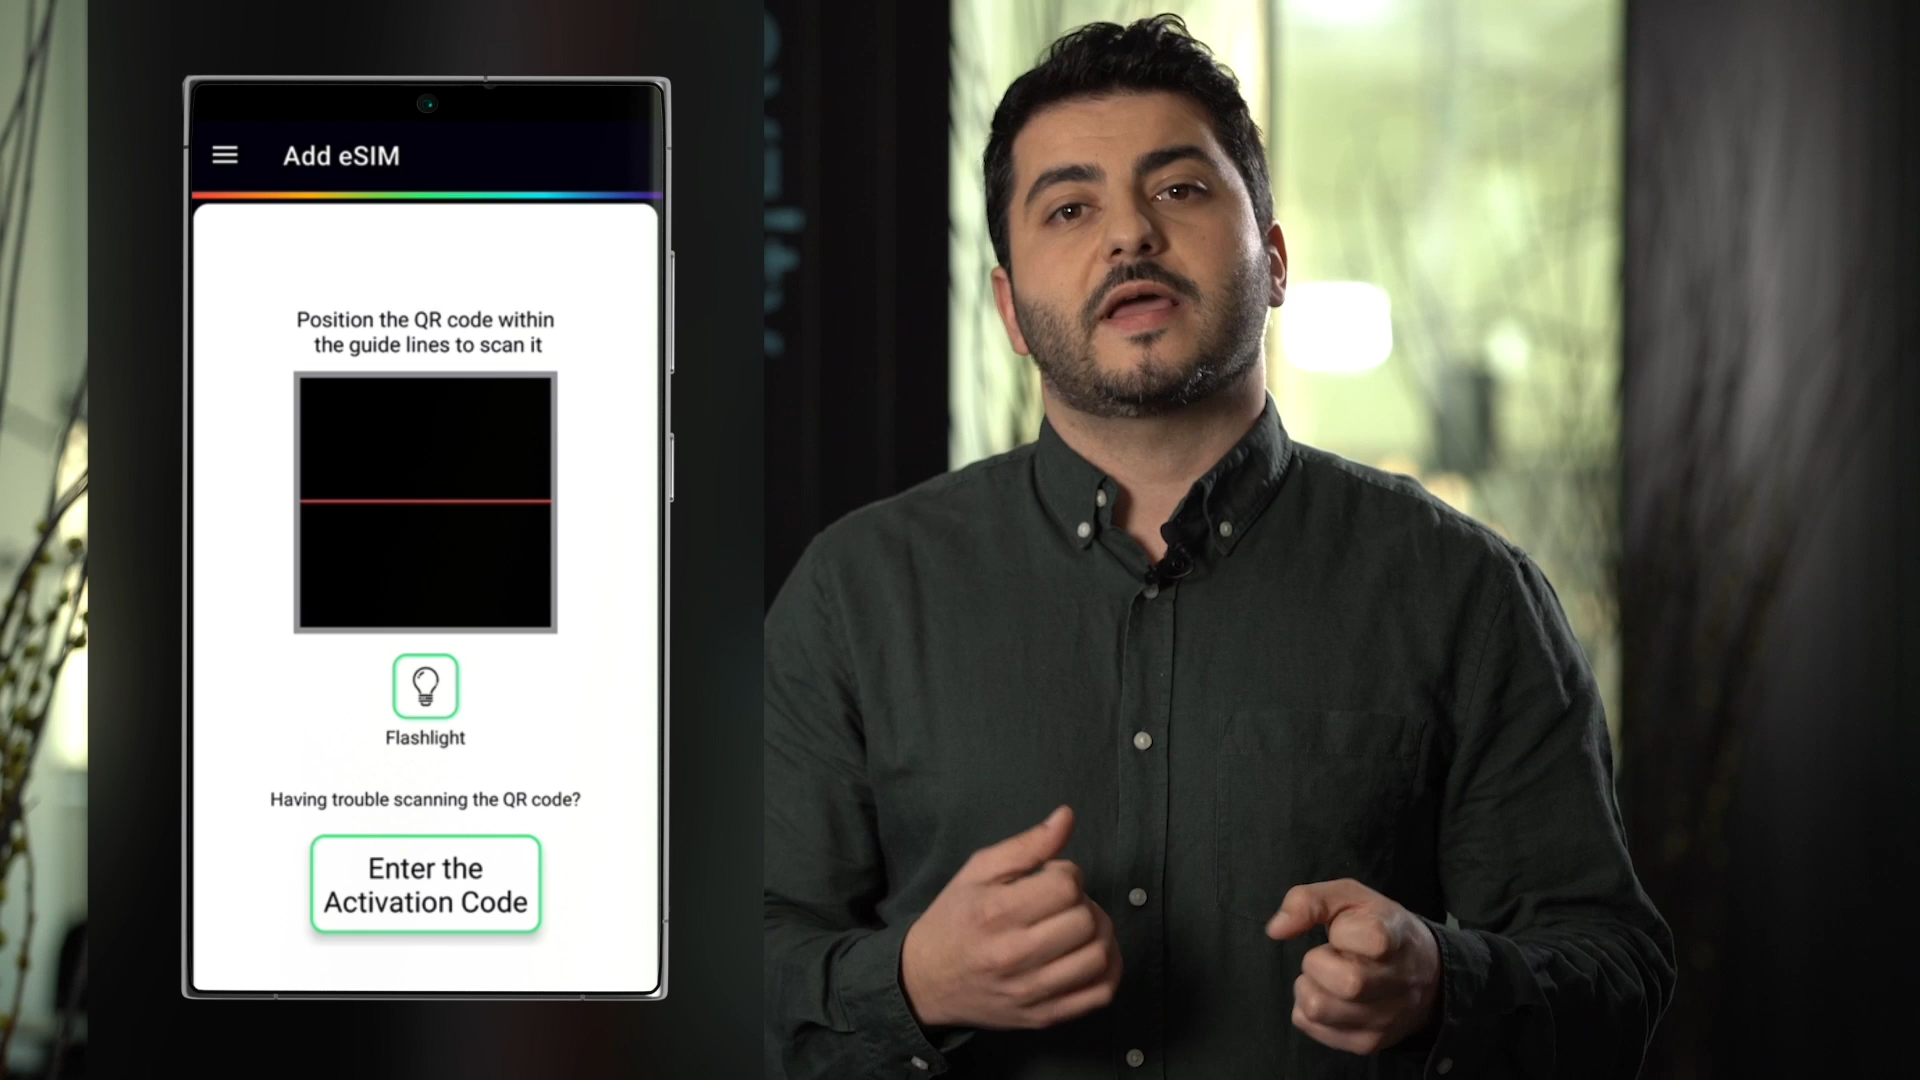 Add eSIM
Position the QR code within
the guide lines to scan it
Flashlight
Having trouble scanning the QR code?
Enter the
Activation Code